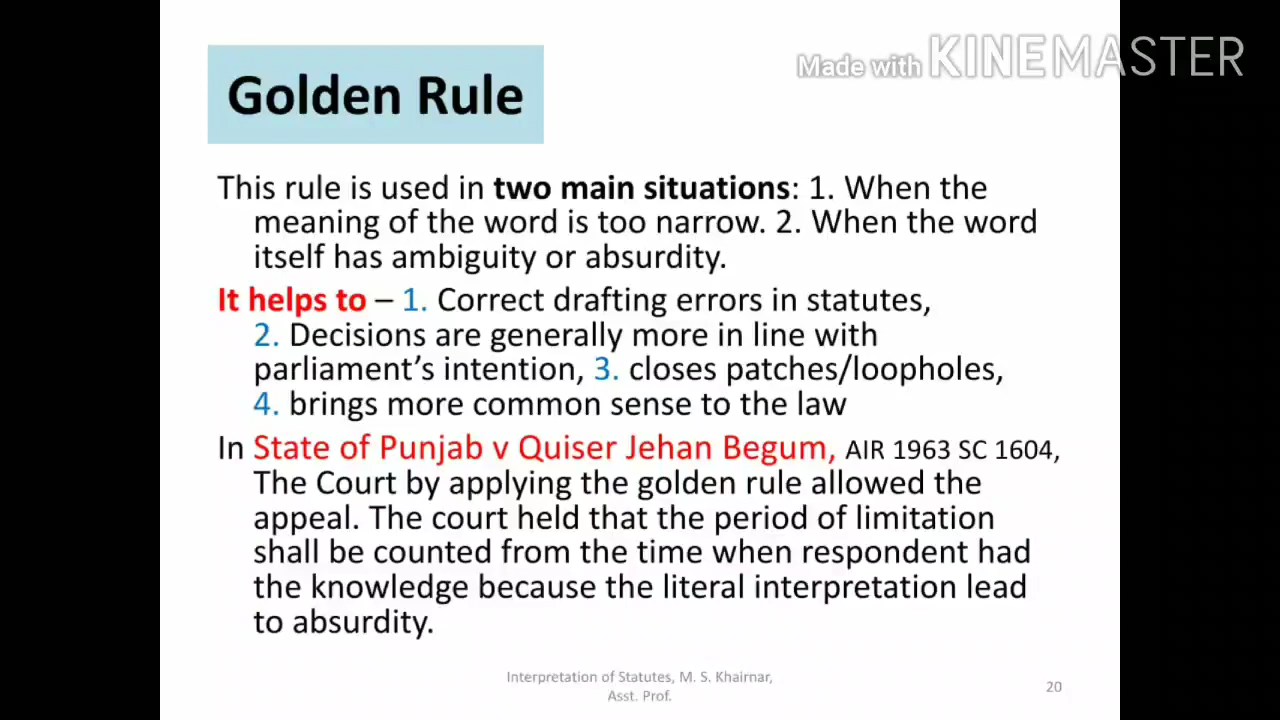 Made with KINEMASTER
Golden Rule
This rule is used in two main situations: 1. When the
meaning of the word is too narrow. 2. When the word
itself has ambiguity or absurdity.
It helps to – 1. Correct drafting errors in statutes,
2. Decisions are generally more in line with
parliament’s intention, 3. closes patches/loopholes,
4. brings more common sense to the law
In State of Punjab v Quiser Jehan Begum, AIR 1963 SC 1604,
The Court by applying the golden rule allowed the
appeal. The court held that the period of limitation
shall be counted from the time when respondent had
the knowledge because the literal interpretation lead
to absurdity.
Interpretation of Statutes, M. S. Khairnar,
Asst. Prof.
20